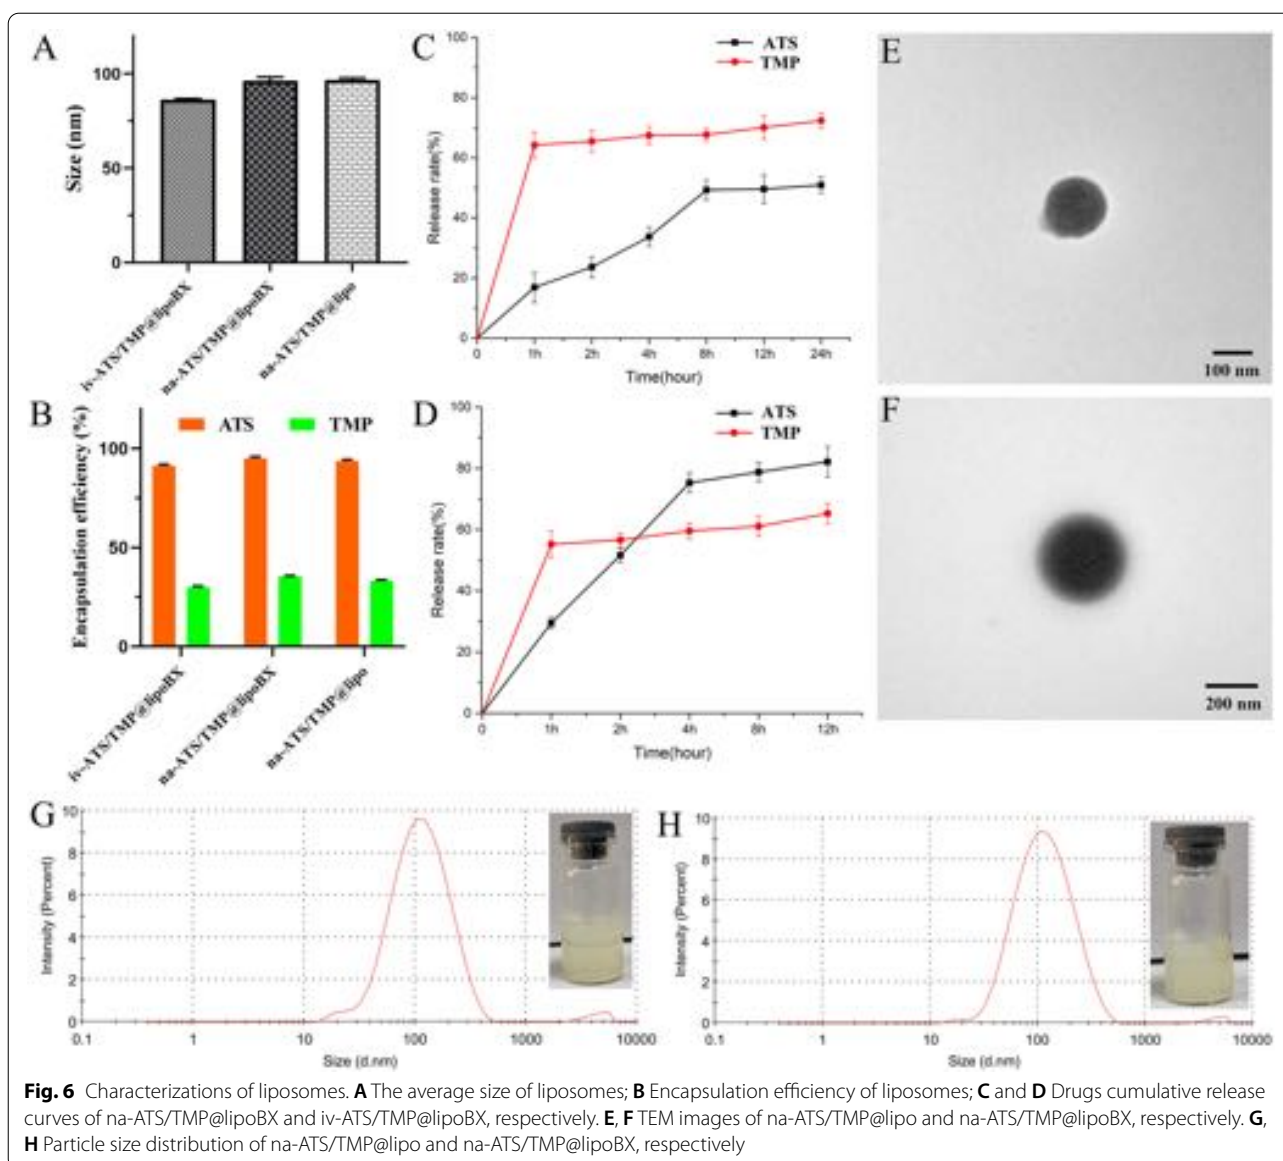 A
Size (nm)
100
50
0
iv-ATS/TMP@lipoBX
na-ATS/TMP@lipoBX
na-ATS/TMP@lipo
C
ATS
TMP
Release rate(%)
100
80
60
40
20
0
0 1h 2h 4h 8h 12h 24h
Time(hour)
E
100 nm
B
ATS TMP
Encapsulation efficiency (%)
100
50
0
iv-ATS/TMP@lipoBX
na-ATS/TMP@lipoBX
na-ATS/TMP@lipo
D
ATS
TMP
Release rate(%)
100
80
60
40
20
0
0 1h 2h 4h 8h 12h
Time(hour)
F
200 nm
G
Intensity (Percent)
10
8
6
4
2
0
0.1 1 10 100 1000 10000
Size (d.nm)
H
Intensity (Percent)
10
8
6
4
2
0
0.1 1 10 100 1000 10000
Size (d.nm)
Fig. 6 Characterizations of liposomes. A The average size of liposomes; B Encapsulation efficiency of liposomes; C and D Drugs cumulative release
curves of na-ATS/TMP@lipoBX and iv-ATS/TMP@lipoBX, respectively. E, F TEM images of na-ATS/TMP@lipo and na-ATS/TMP@lipoBX, respectively. G,
H Particle size distribution of na-ATS/TMP@lipo and na-ATS/TMP@lipoBX, respectively